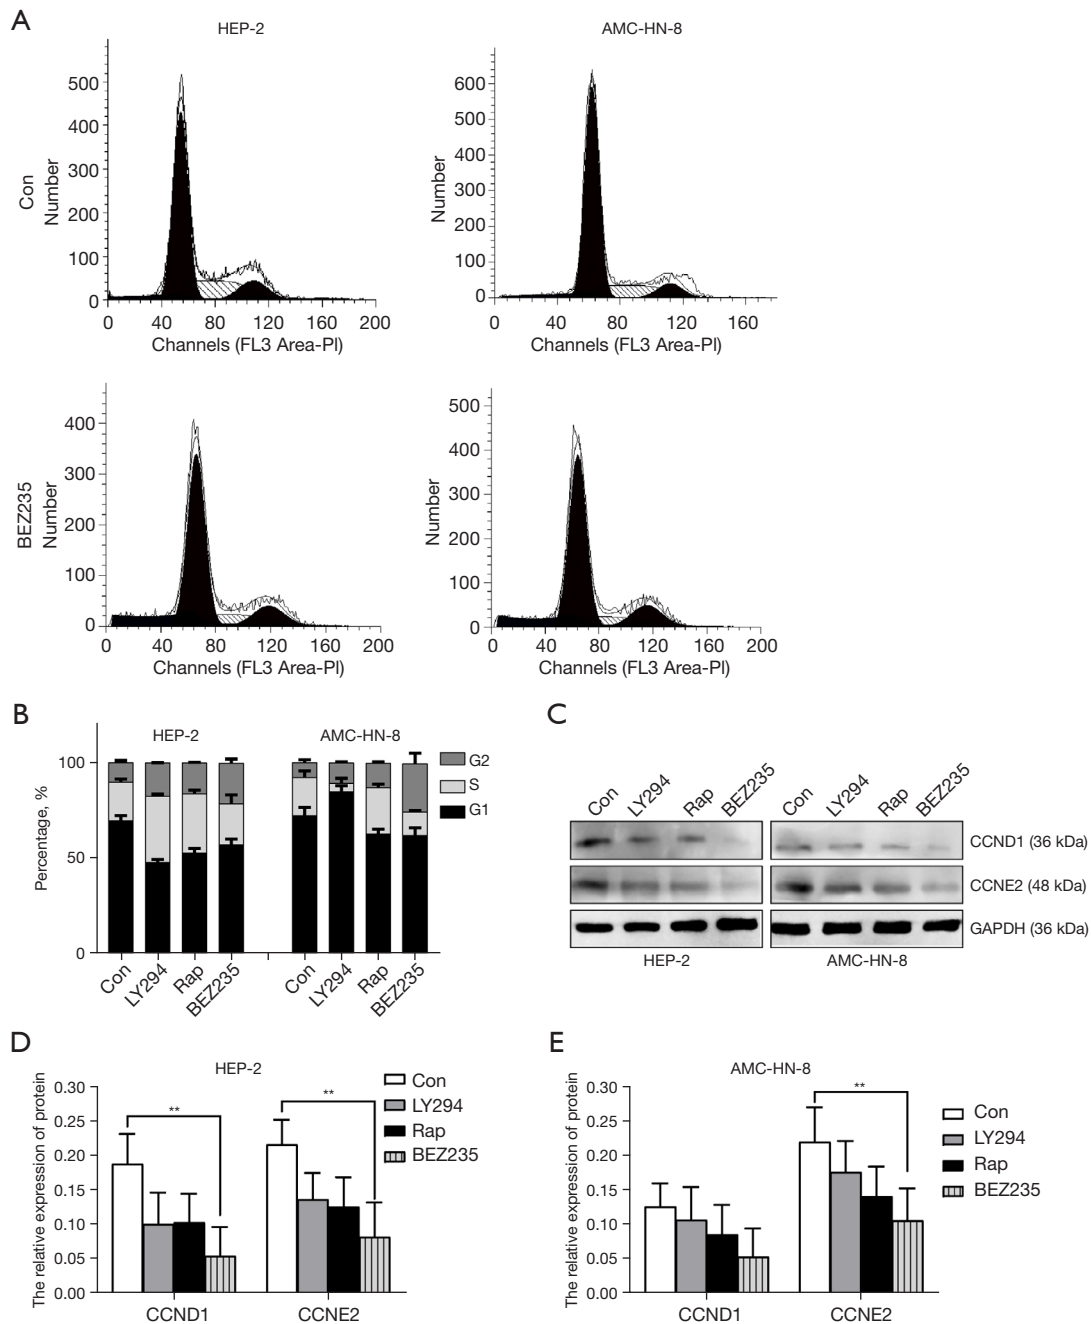 A
HEP-2
AMC-HN-8
Con
Number
500
400
300
200
100
0
0 40 80 120 160 200
Channels (FL3 Area-PI)
Number
600
500
400
300
200
100
0
0 40 80 120 160
Channels (FL3 Area-PI)
BEZ235
Number
400
300
200
100
0
0 40 80 120 160 200
Channels (FL3 Area-PI)
Number
500
400
300
200
100
0
0 40 80 120 160 200
Channels (FL3 Area-PI)
B
HEP-2 AMC-HN-8
Percentage, %
100
50
0
G2
S
G1
Con LY294 Rap BEZ235 Con LY294 Rap BEZ235
C
Con LY294 Rap BEZ235 Con LY294 Rap BEZ235
CCND1 (36 kDa)
CCNE2 (48 kDa)
GAPDH (36 kDa)
HEP-2 AMC-HN-8
D
HEP-2
The relative expression of protein
0.30
0.25
0.20
0.15
0.10
0.05
0.00
**
**
Con
LY294
Rap
BEZ235
CCND1 CCNE2
E
AMC-HN-8
The relative expression of protein
0.30
0.25
0.20
0.15
0.10
0.05
0.00
**
Con
LY294
Rap
BEZ235
CCND1 CCNE2